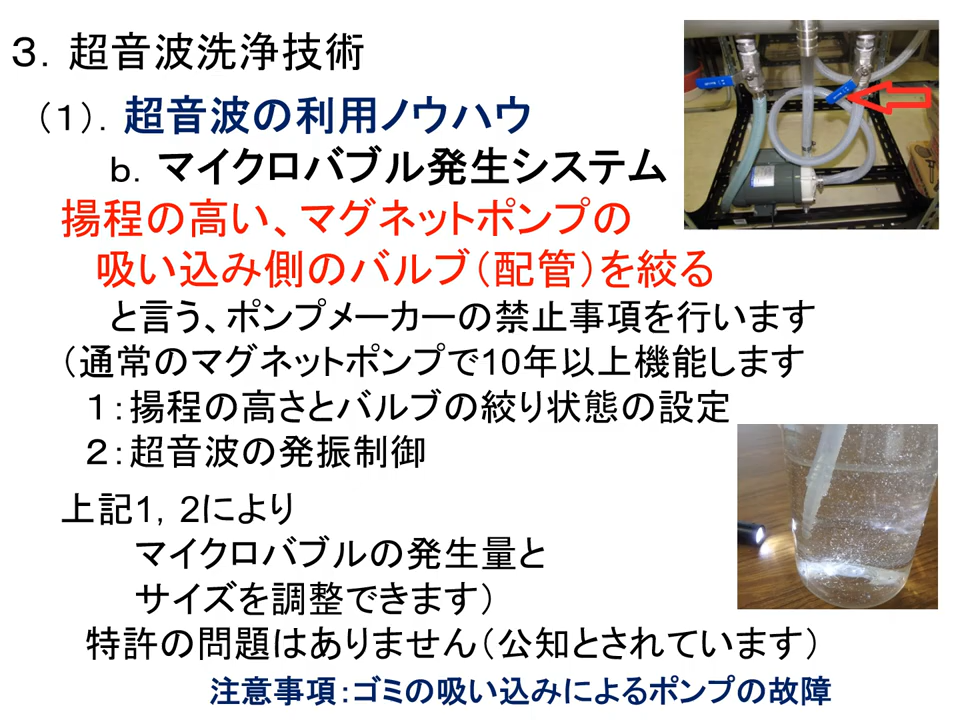 ３．超音波洗浄技術
（１）．超音波の利用ノウハウ
ｂ．マイクロバブル発生システム
揚程の高い、マグネットポンプの
吸い込み側のバルブ（配管）を絞る
と言う、ポンプメーカーの禁止事項を行います
（通常のマグネットポンプで10年以上機能します
１：揚程の高さとバルブの絞り状態の設定
２：超音波の発振制御
上記1，2により
マイクロバブルの発生量と
サイズを調整できます）
特許の問題はありません（公知とされています）
注意事項：ゴミの吸い込みによるポンプの故障